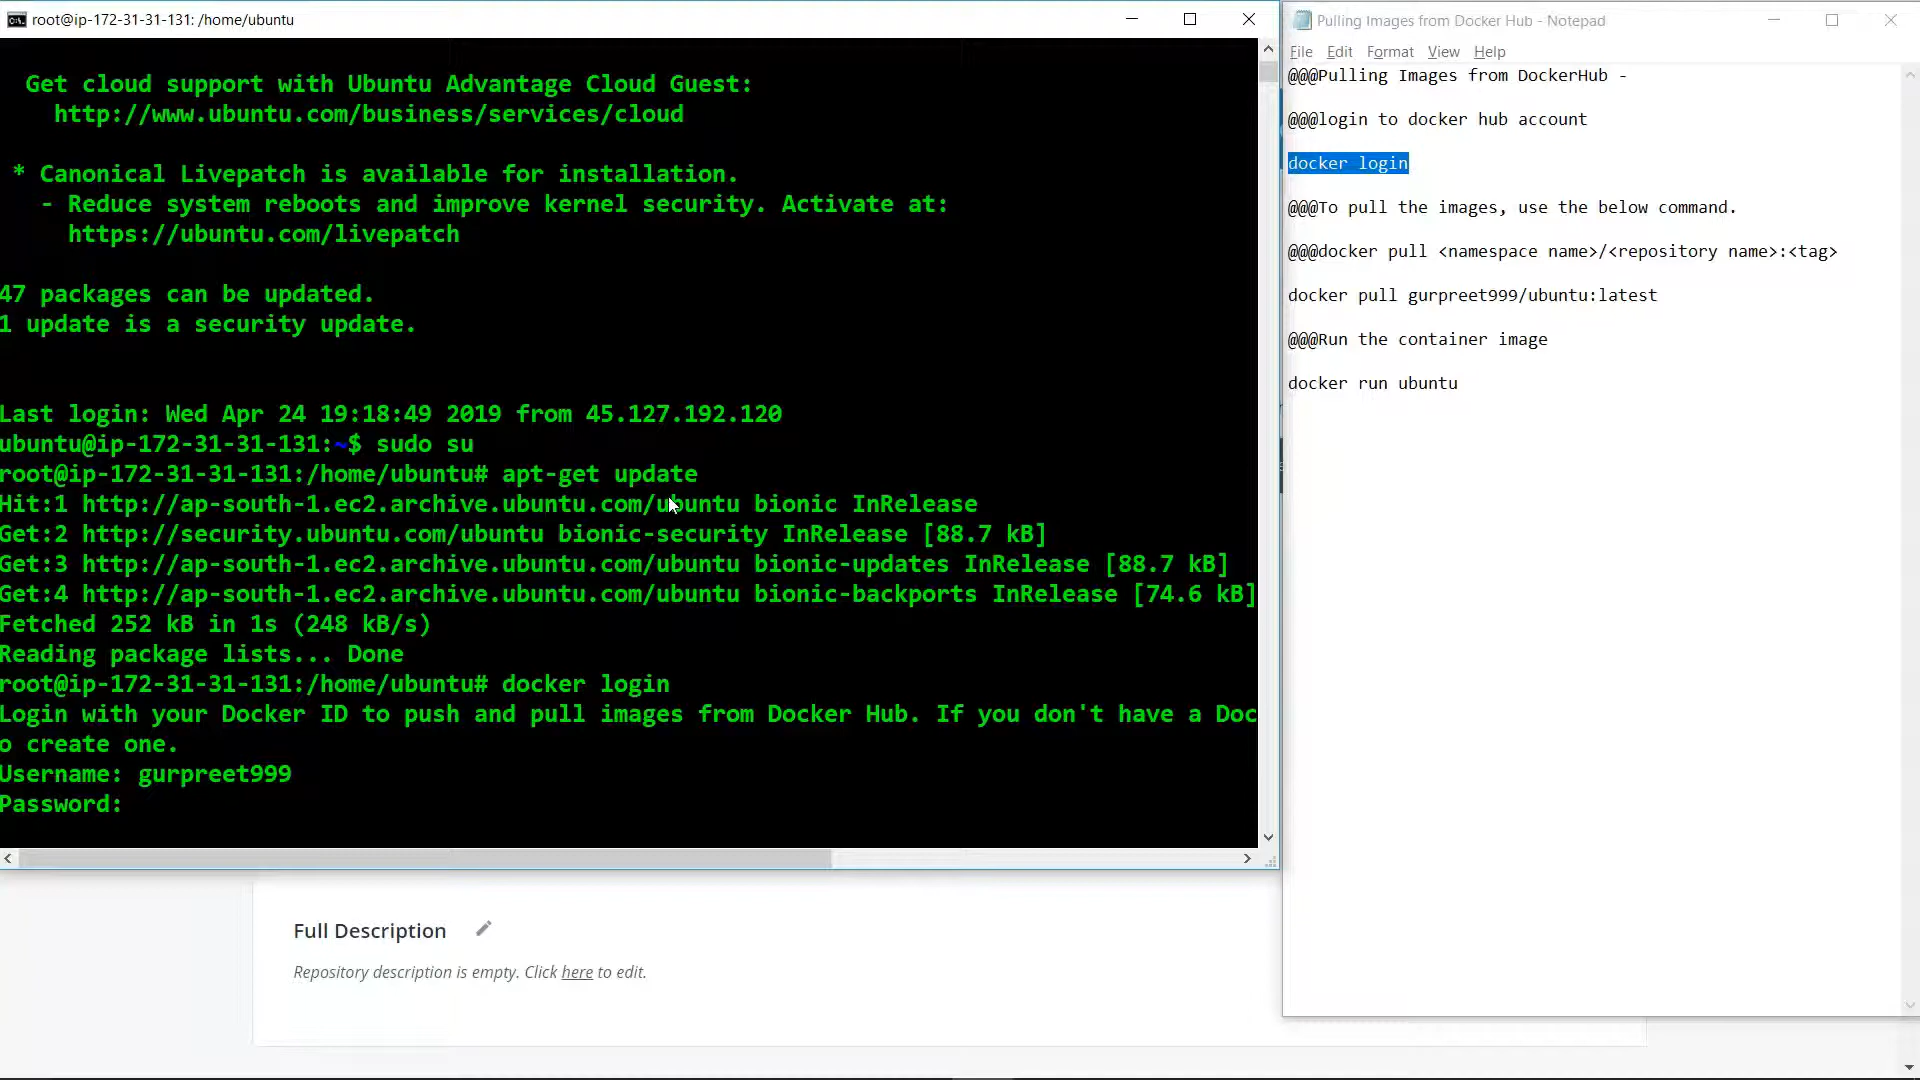 root@ip-172-31-31-131: /home/ubuntu
Get cloud support with Ubuntu Advantage Cloud Guest:
http://www.ubuntu.com/business/services/cloud
* Canonical Livepatch is available for installation.
- Reduce system reboots and improve kernel security. Activate at:
https://ubuntu.com/livepatch
47 packages can be updated.
1 update is a security update.
Last login: Wed Apr 24 19:18:49 2019 from 45.127.192.120
ubuntu@ip-172-31-31-131:~$ sudo su
root@ip-172-31-31-131:/home/ubuntu# apt-get update
Hit:1 http://ap-south-1.ec2.archive.ubuntu.com/ubuntu bionic InRelease
Get:2 http://security.ubuntu.com/ubuntu bionic-security InRelease [88.7 kB]
Get:3 http://ap-south-1.ec2.archive.ubuntu.com/ubuntu bionic-updates InRelease [88.7 kB]
Get:4 http://ap-south-1.ec2.archive.ubuntu.com/ubuntu bionic-backports InRelease [74.6 kB]
Fetched 252 kB in 1s (248 kB/s)
Reading package lists... Done
root@ip-172-31-31-131:/home/ubuntu# docker login
Login with your Docker ID to push and pull images from Docker Hub. If you don't have a Doc
o create one.
Username: gurpreet999
Password:
Full Description
Repository description is empty. Click here to edit.
Pulling Images from Docker Hub - Notepad
File Edit Format View Help
@@@Pulling Images from DockerHub -
@@@login to docker hub account
docker login
@@@To pull the images, use the below command.
@@@docker pull <namespace name>/<repository name>:<tag>
docker pull gurpreet999/ubuntu:latest
@@@Run the container image
docker run ubuntu